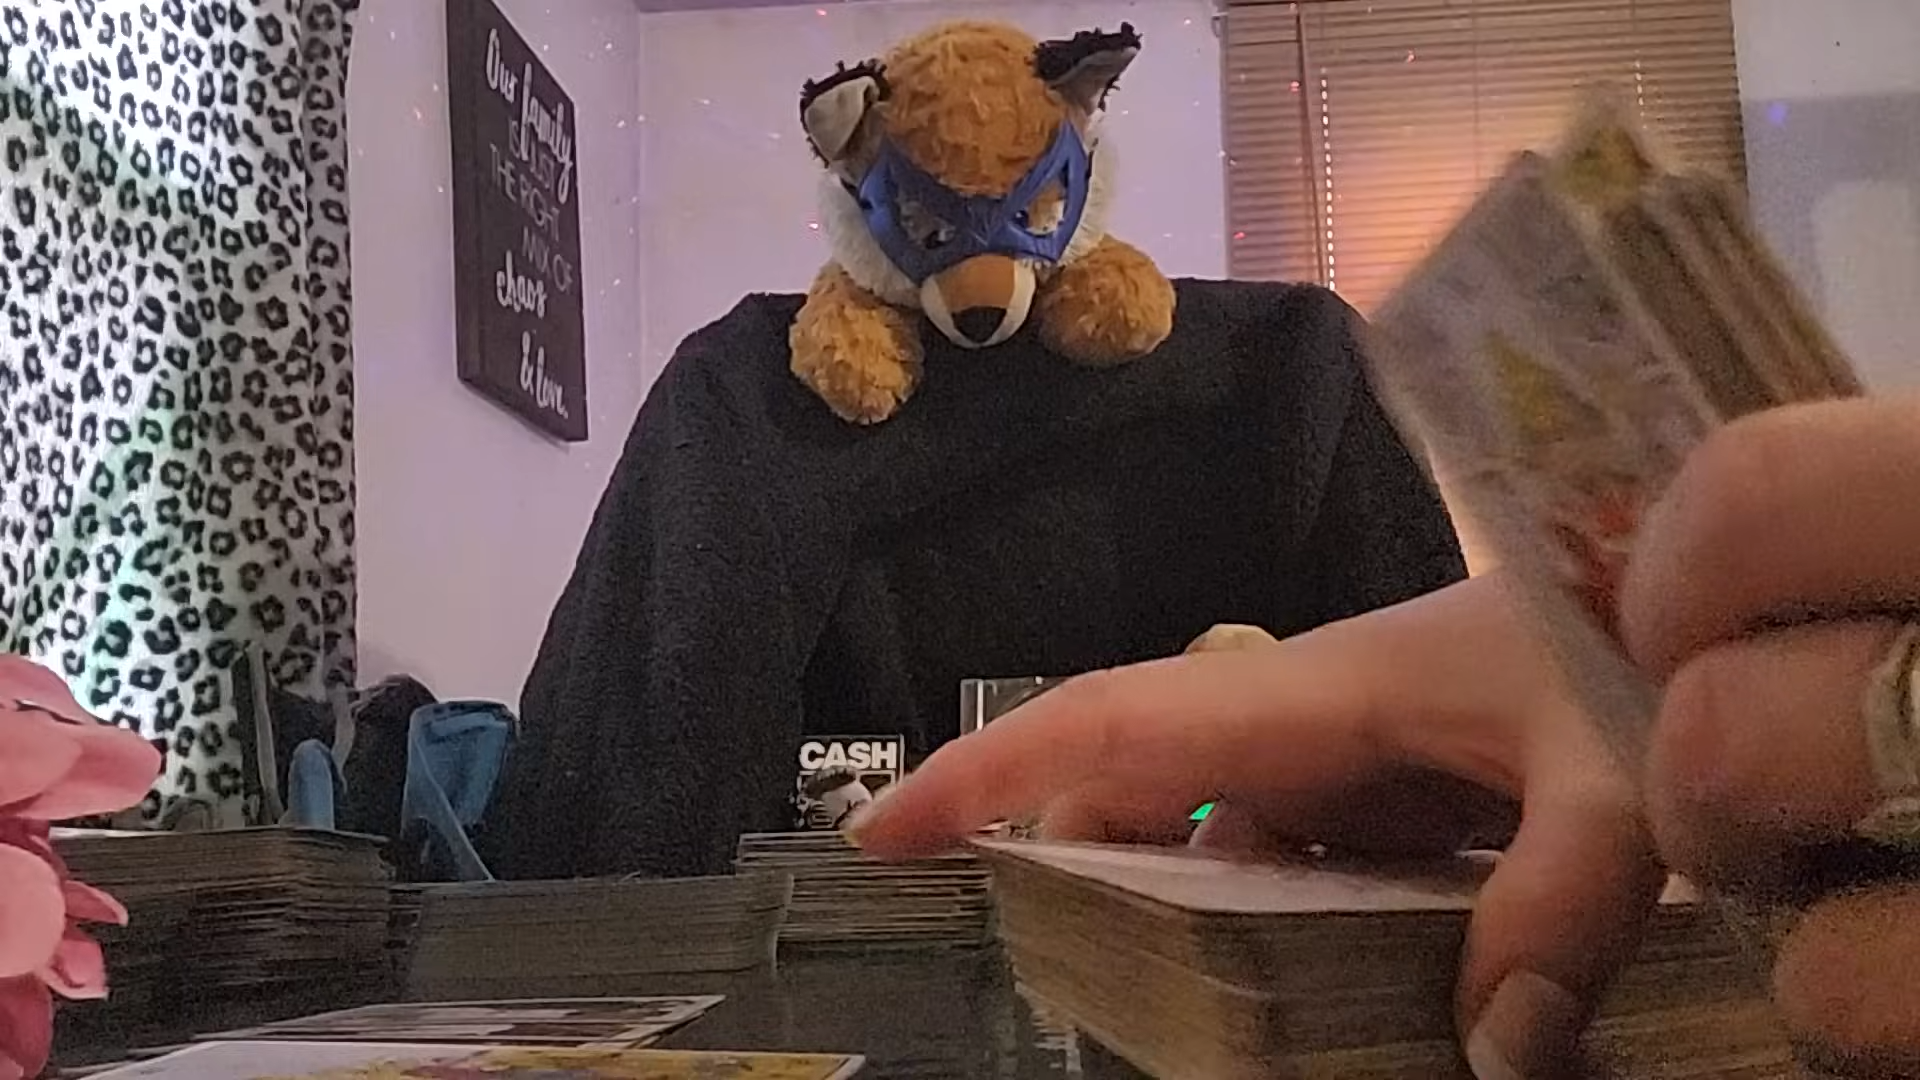 Our family
IS JUST
THE RIGHT
MIX OF
chaos
& love.
CASH